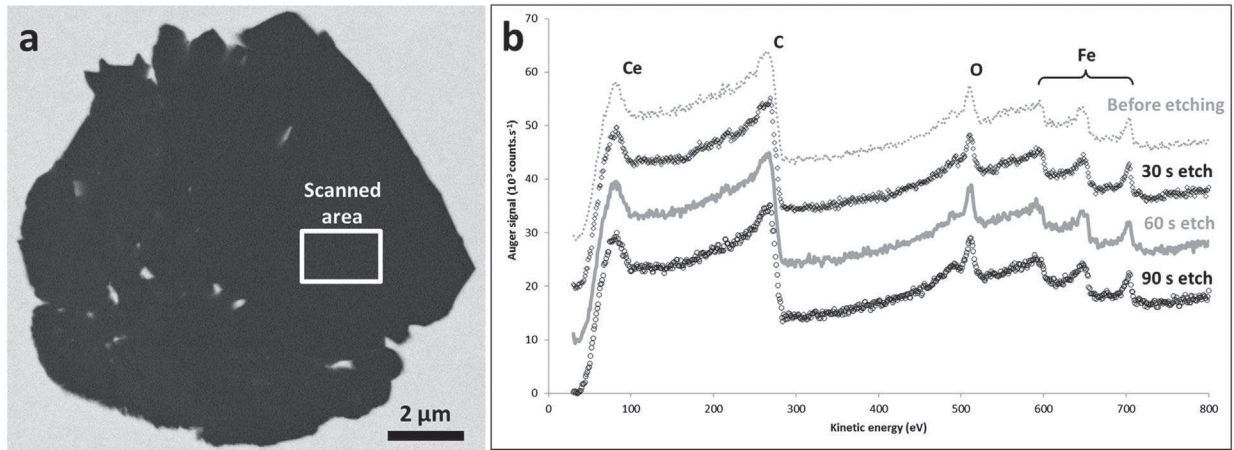 a
Scanned
area
2 µm
b
70
60
50
40
30
20
10
0
Auger signal (10³ counts.s⁻¹)
Ce
C
O
Fe
Before etching
30 s etch
60 s etch
90 s etch
0 100 200 300 400 500 600 700 800
Kinetic energy (eV)